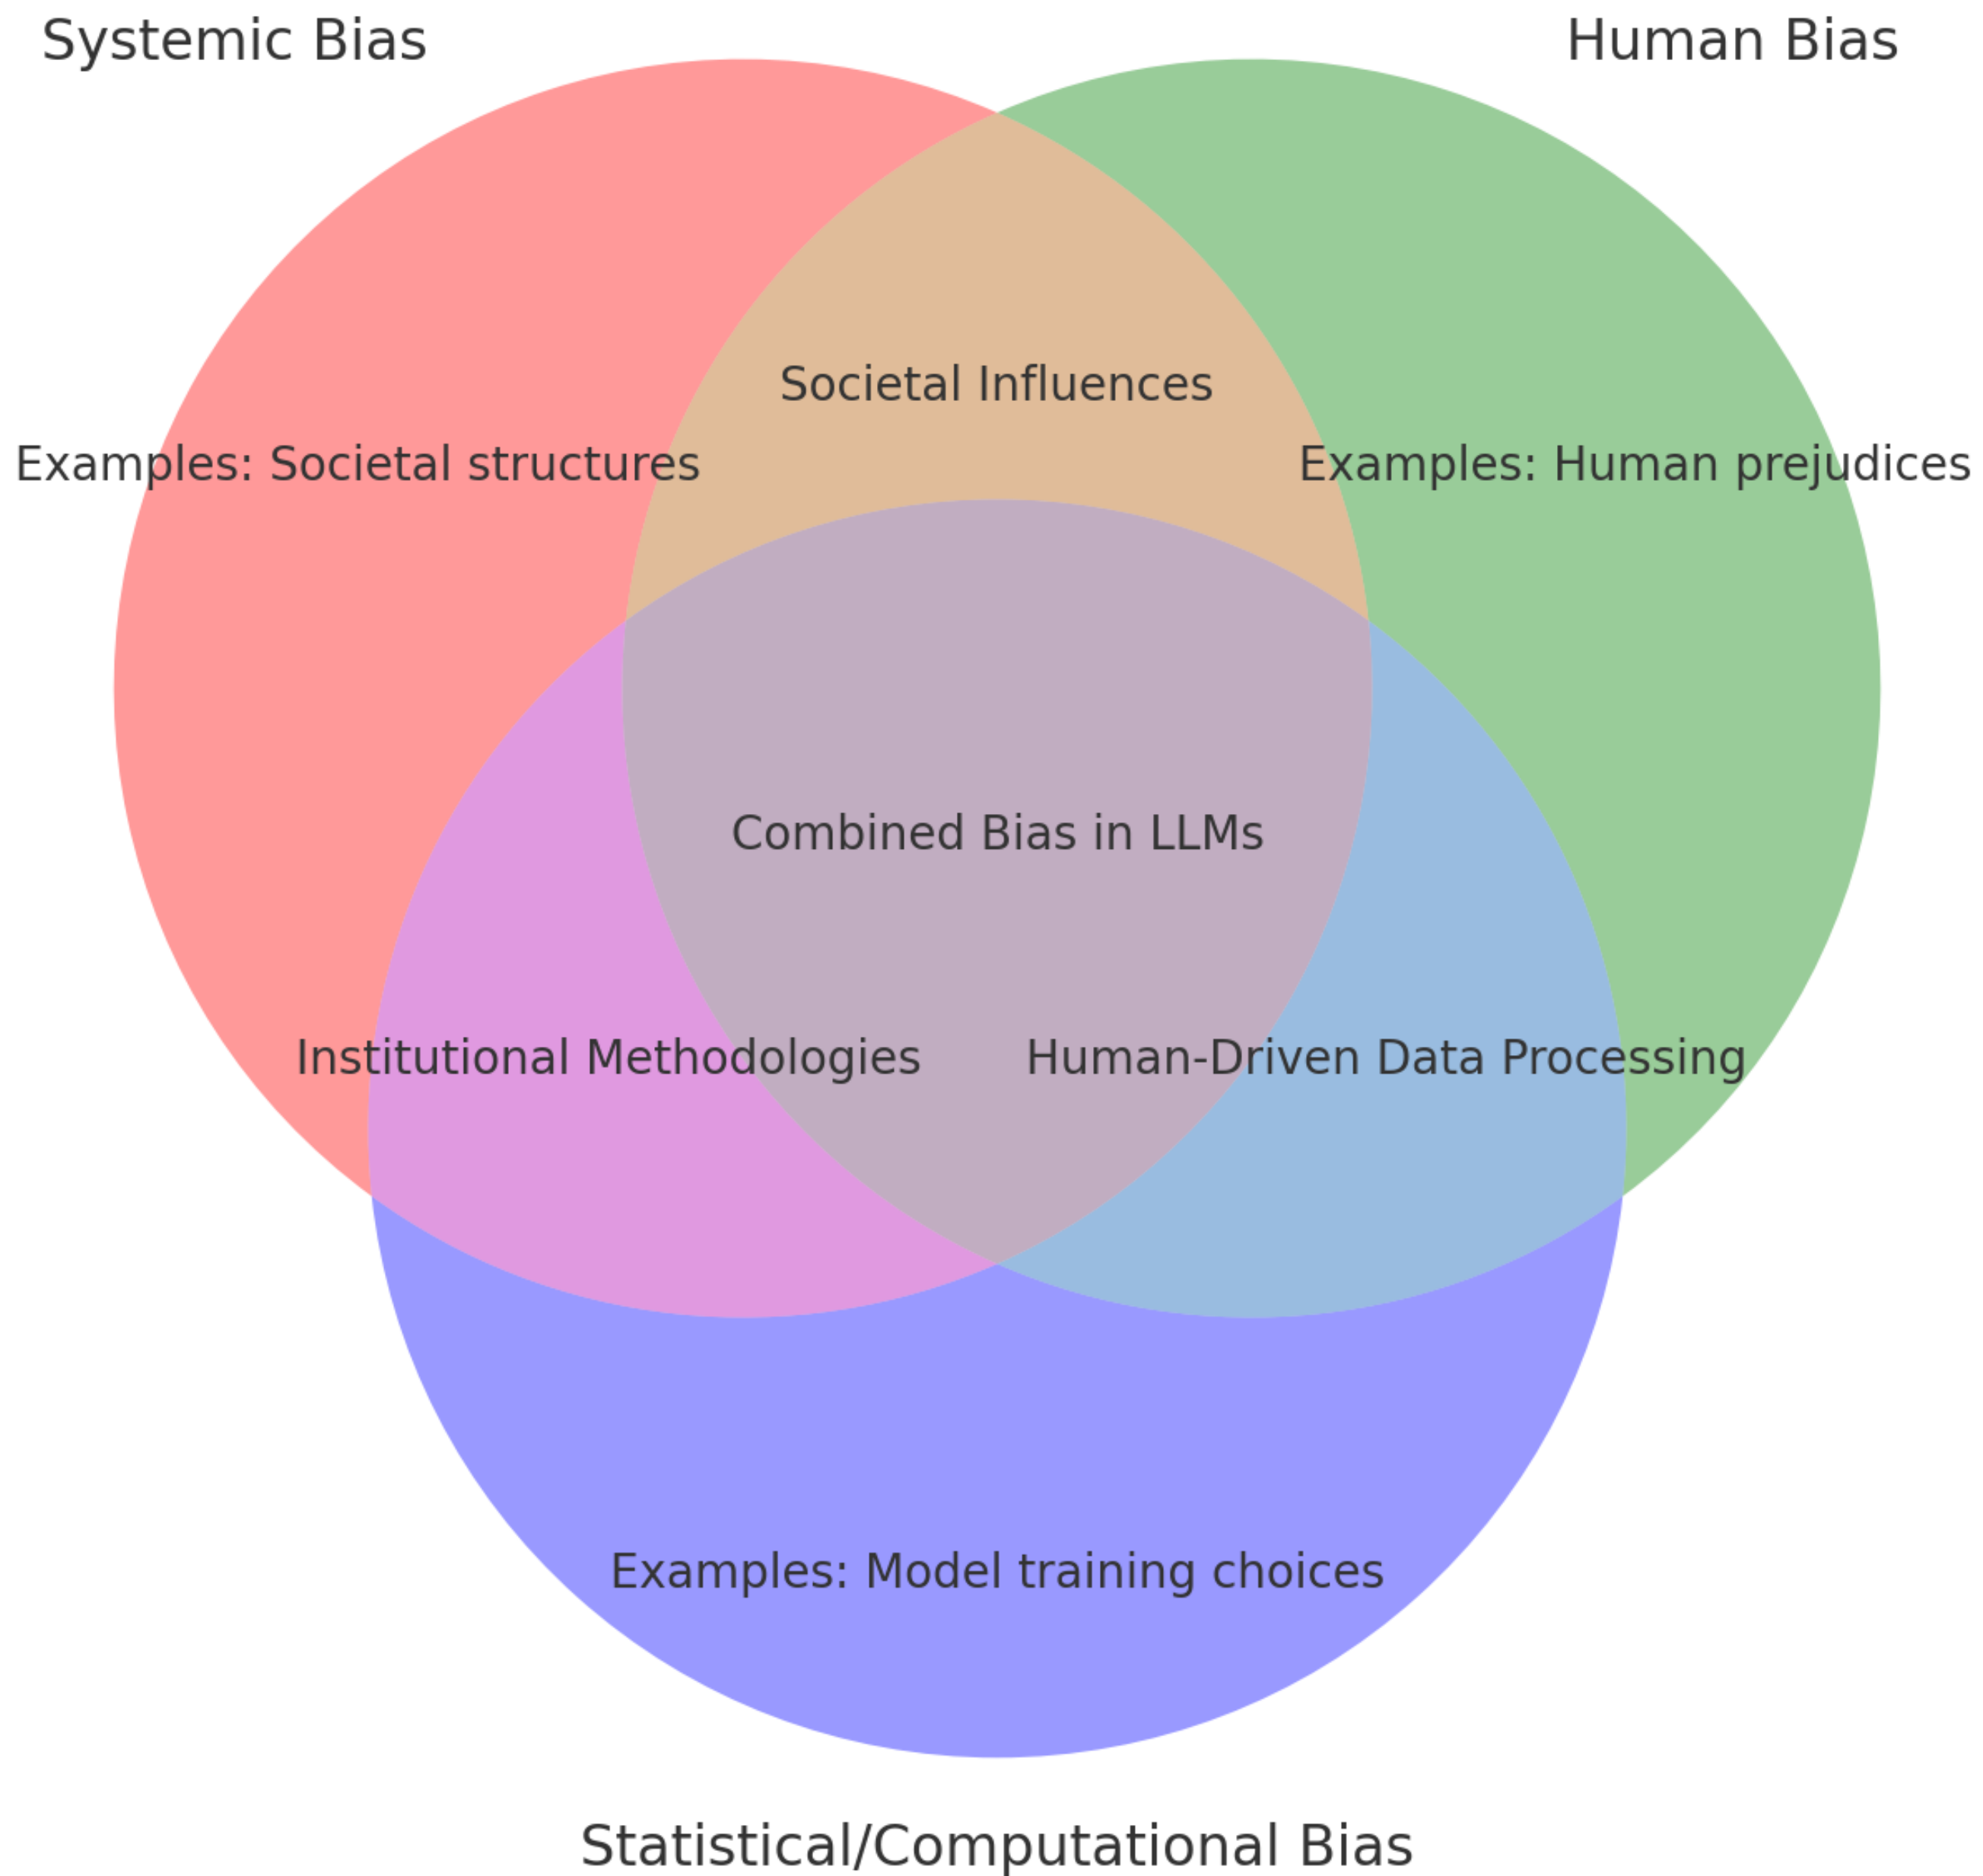 Systemic Bias
Human Bias
Societal Influences
Examples: Societal structures
Examples: Human prejudices
Combined Bias in LLMs
Institutional Methodologies
Human-Driven Data Processing
Examples: Model training choices
Statistical/Computational Bias